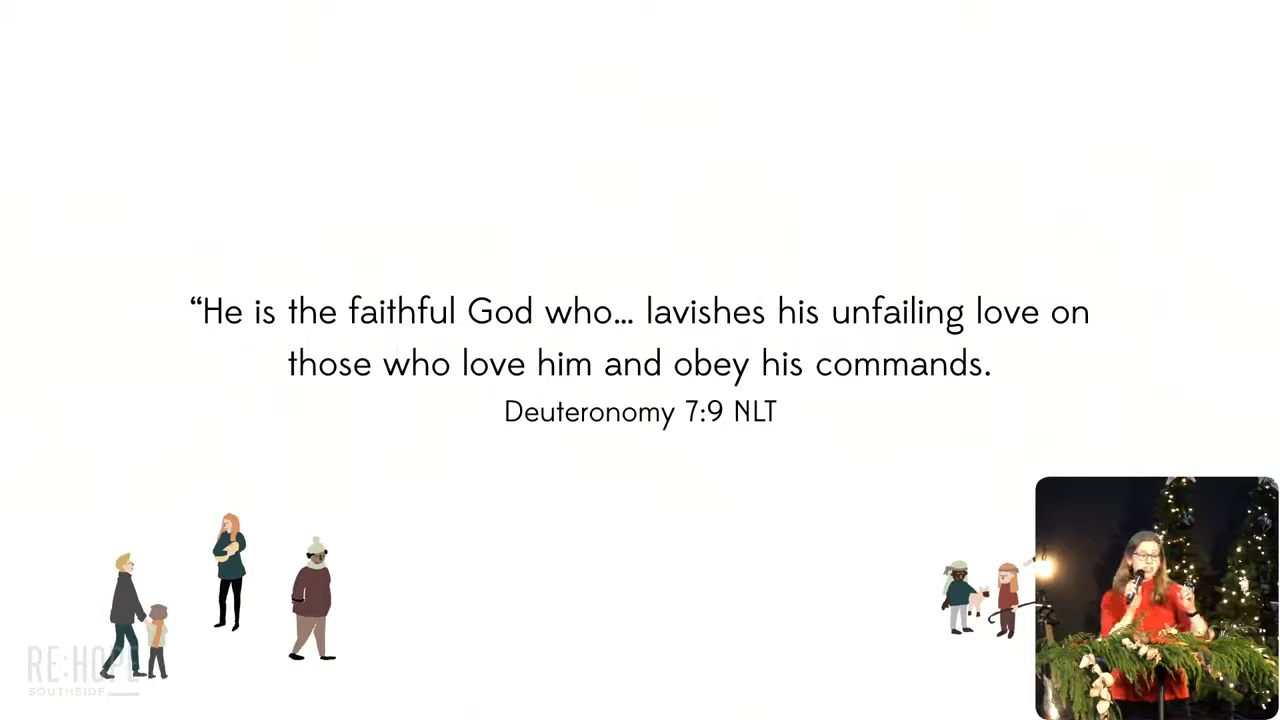 “He is the faithful God who... lavishes his unfailing love on
those who love him and obey his commands.
Deuteronomy 7:9 NLT
RE:HOPE
SOUTHSIDE